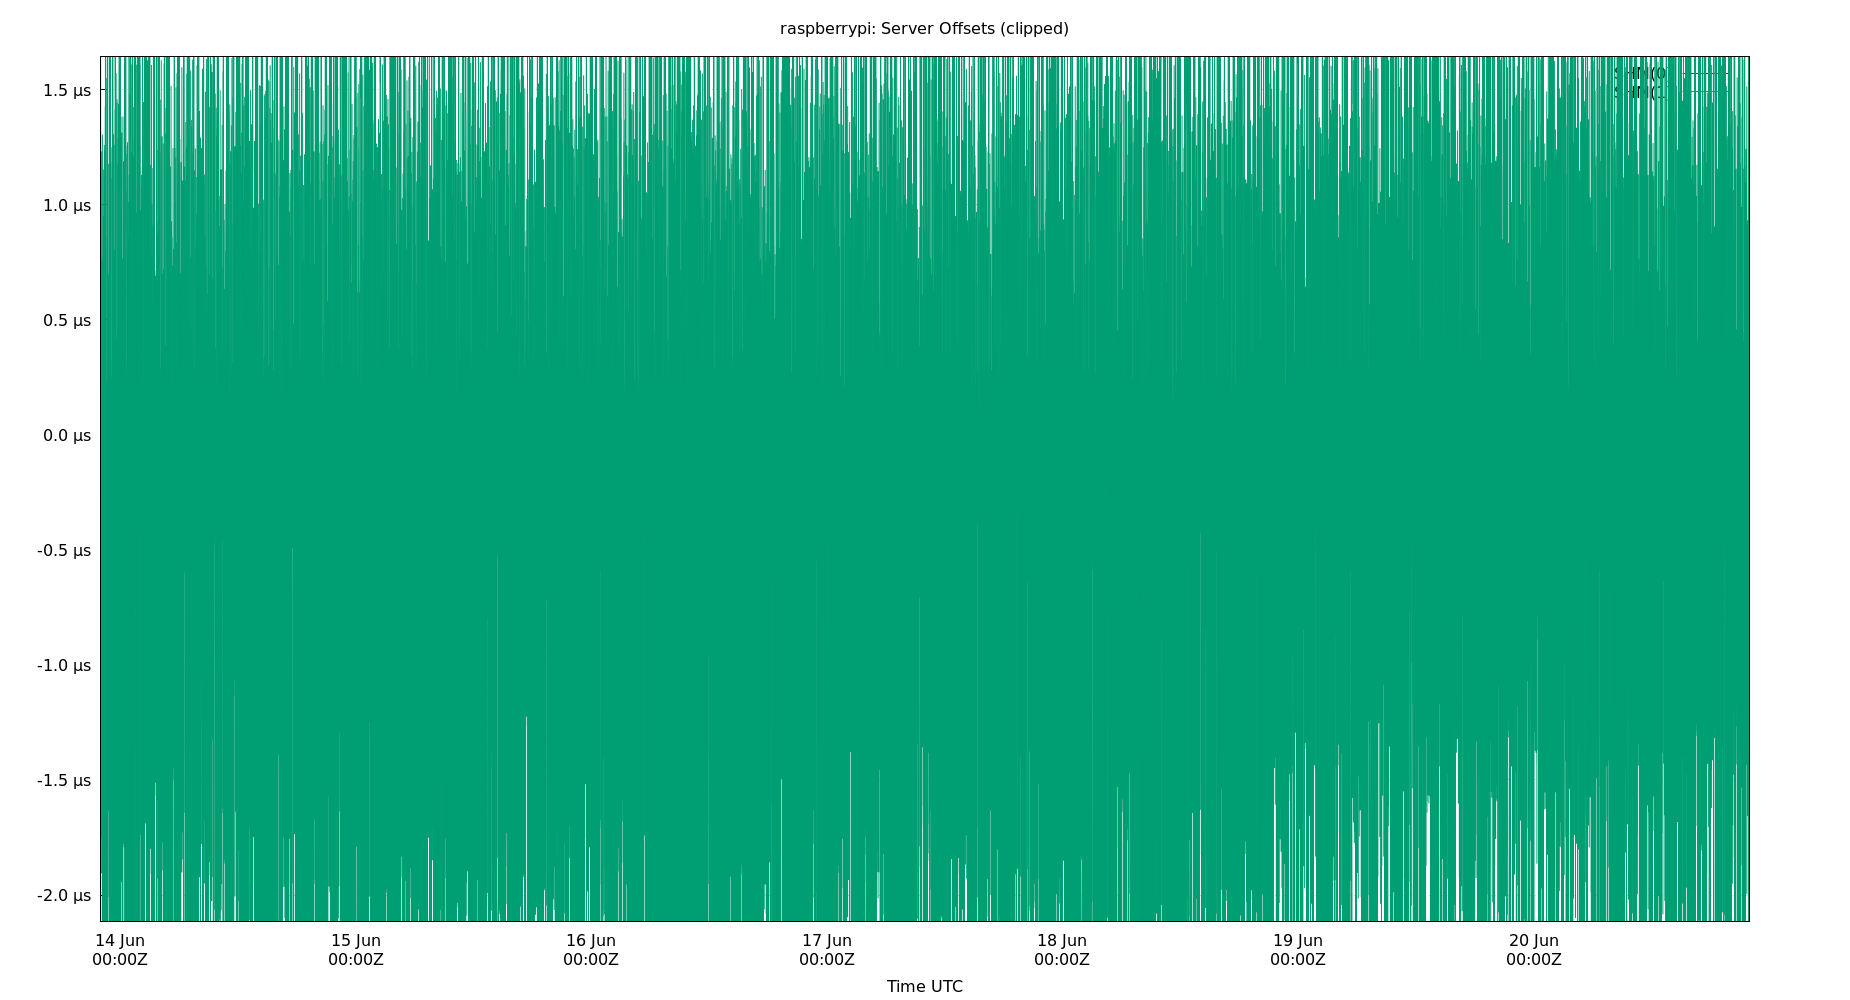 raspberrypi: Server Offsets (clipped)
1.5 µs
1.0 µs
0.5 µs
0.0 µs
-0.5 µs
-1.0 µs
-1.5 µs
-2.0 µs
SHM(0)
14 Jun 15 Jun 16 Jun 17 Jun 18 Jun 19 Jun 20 Jun
00:00Z 00:00Z 00:00Z 00:00Z 00:00Z 00:00Z 00:00Z
Time UTC